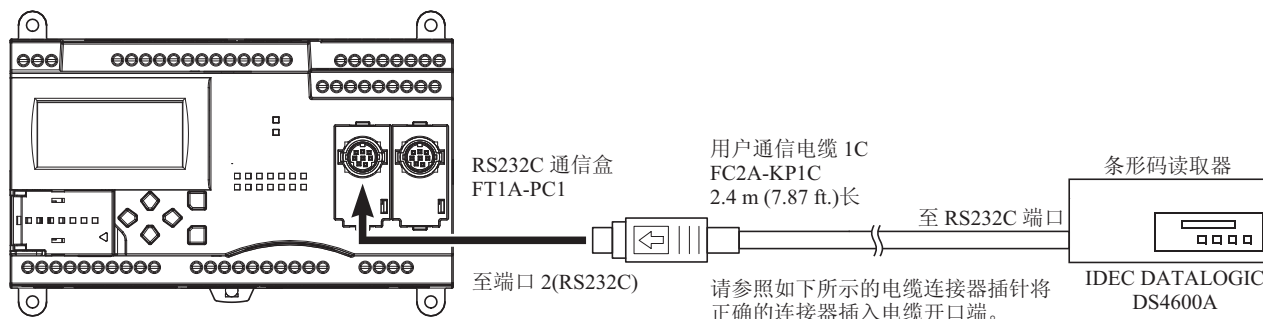 RS232C 通信盒
FT1A-PC1
至端口 2(RS232C)
用户通信电缆 1C
FC2A-KP1C
2.4 m (7.87 ft.)长
至 RS232C 端口
请参照如下所示的电缆连接器插针将
正确的连接器插入电缆开口端。
条形码读取器
IDEC DATALOGIC
DS4600A